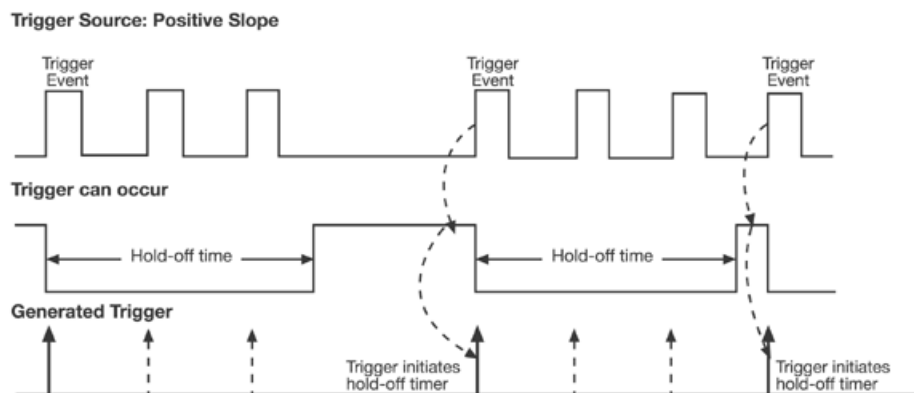 Trigger Source: Positive Slope
Trigger
Event
Trigger
Event
Trigger
Event
Trigger can occur
Hold-off time
Hold-off time
Generated Trigger
Trigger initiates
hold-off timer
Trigger initiates
hold-off timer